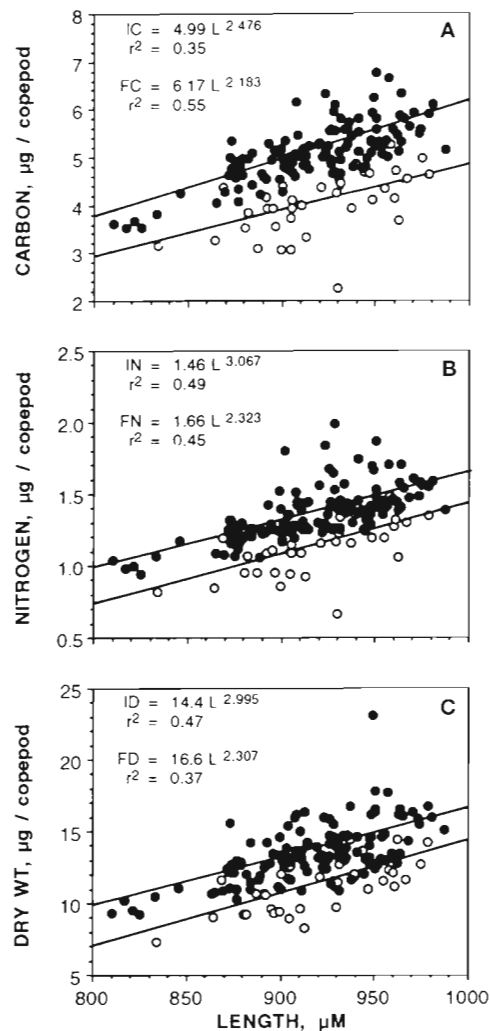 A
IC = 4.99 L 2 476
r2 = 0.35
FC = 6 17 L 2 183
r2 = 0.55
CARBON, µg / copepod
8
7
6
5
4
3
2
B
IN = 1.46 L 3.067
r2 = 0.49
FN = 1.66 L 2.323
r2 = 0.45
NITROGEN, µg / copepod
2.5
2.0
1.5
1.0
0.5
C
ID = 14.4 L 2.995
r2 = 0.47
FD = 16.6 L 2.307
r2 = 0.37
DRY WT, µg / copepod
25
20
15
10
5
800 850 900 950 1000
LENGTH, µM